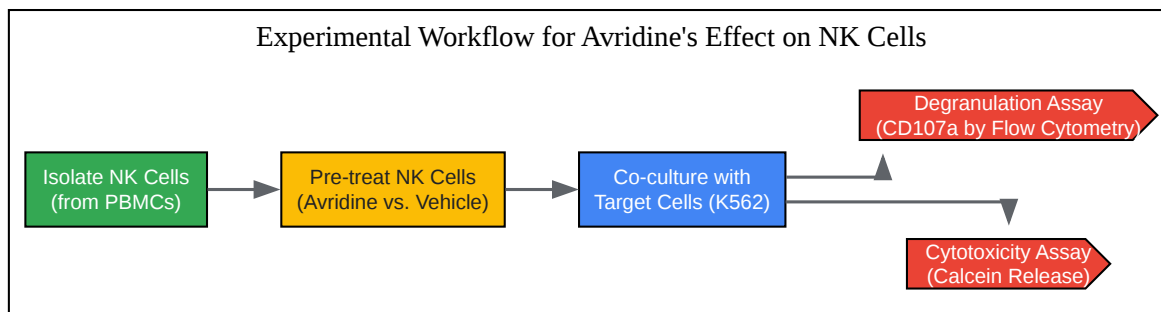 Experimental Workflow for Avridine's Effect on NK Cells
Isolate NK Cells
(from PBMCs)
Pre-treat NK Cells
(Avridine vs. Vehicle)
Co-culture with
Target Cells (K562)
Degranulation Assay
(CD107a by Flow Cytometry)
Cytotoxicity Assay
(Calcein Release)